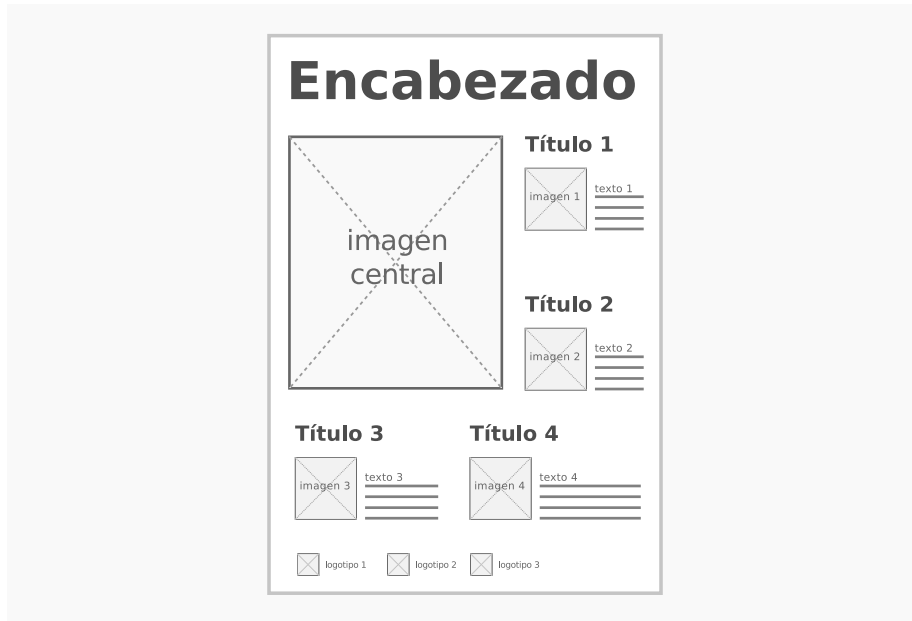 Encabezado
imagen
central
Título 1
imagen 1
texto 1
Título 2
imagen 2
texto 2
Título 3
imagen 3
texto 3
Título 4
imagen 4
texto 4
logotipo 1
logotipo 2
logotipo 3